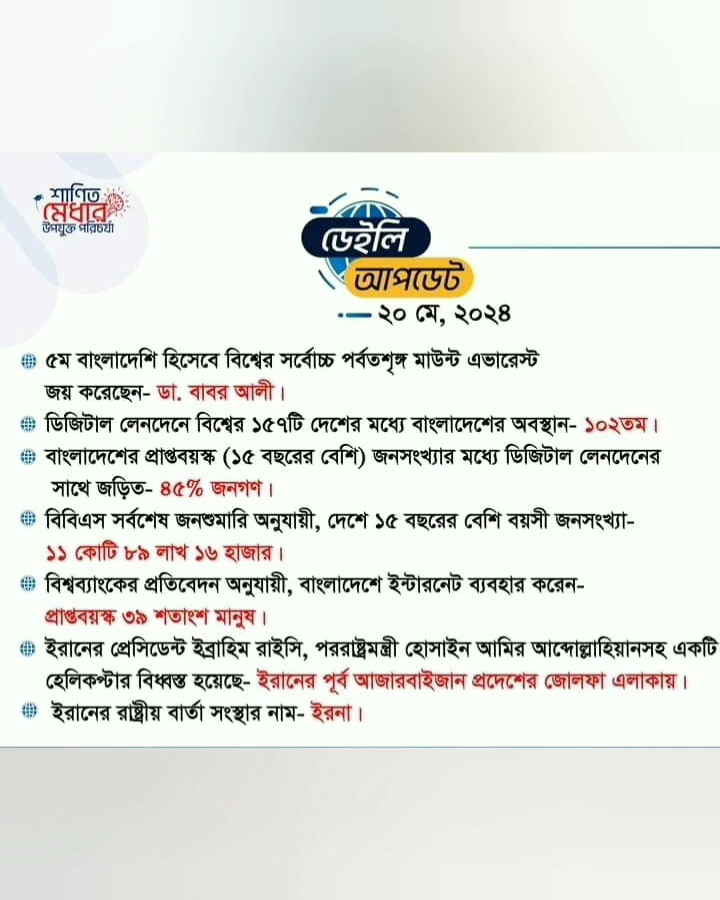 শাণিত
মেধার
উপযুক্ত পরিচর্যা
ডেইলি
আপডেট
২০ মে, ২০২৪
৫ম বাংলাদেশি হিসেবে বিশ্বের সর্বোচ্চ পর্বতশৃঙ্গ মাউন্ট এভারেস্ট
জয় করেছেন- ডা. বাবর আলী।
ডিজিটাল লেনদেনে বিশ্বের ১৫৭টি দেশের মধ্যে বাংলাদেশের অবস্থান- ১০২তম।
বাংলাদেশের প্রাপ্তবয়স্ক (১৫ বছরের বেশি) জনসংখ্যার মধ্যে ডিজিটাল লেনদেনের
সাথে জড়িত- ৪৫% জনগণ।
বিবিএস সর্বশেষ জনশুমারি অনুযায়ী, দেশে ১৫ বছরের বেশি বয়সী জনসংখ্যা-
১১ কোটি ৮৯ লাখ ১৬ হাজার।
বিশ্বব্যাংকের প্রতিবেদন অনুযায়ী, বাংলাদেশে ইন্টারনেট ব্যবহার করেন-
প্রাপ্তবয়স্ক ৩৯ শতাংশ মানুষ।
ইরানের প্রেসিডেন্ট ইব্রাহিম রাইসি, পররাষ্ট্রমন্ত্রী হোসাইন আমির আব্দোল্লাহিয়ানসহ একটি
হেলিকপ্টার বিধ্বস্ত হয়েছে- ইরানের পূর্ব আজারবাইজান প্রদেশের জোলফা এলাকায়।
ইরানের রাষ্ট্রীয় বার্তা সংস্থার নাম- ইরনা।